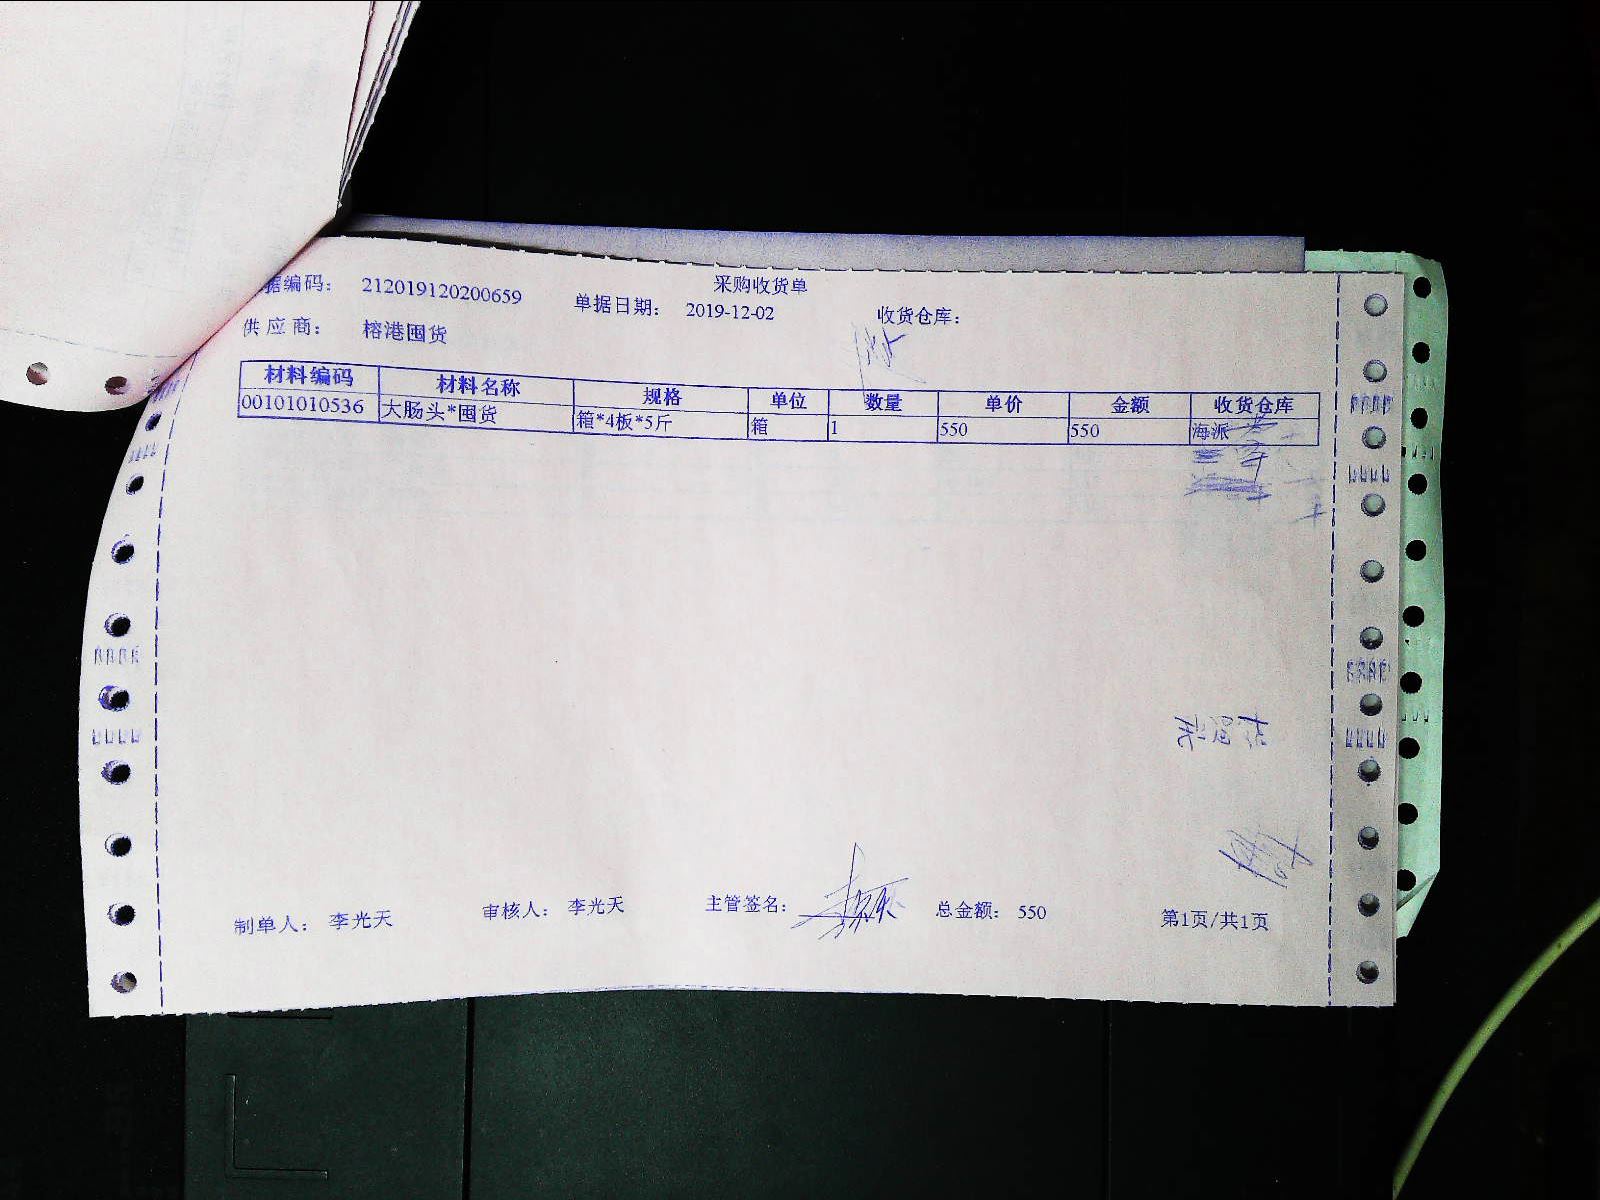 采购收货单
据编码： 212019120200659 单据日期： 2019-12-02 收货仓库：
供应商： 榕港囤货
材料编码 材料名称 规格 单位 数量 单价 金额 收货仓库
00101010536 大肠头*囤货 箱*4板*5斤 箱 1 550 550 海派
制单人： 李光天 审核人： 李光天 主管签名： 总金额： 550 第1页/共1页